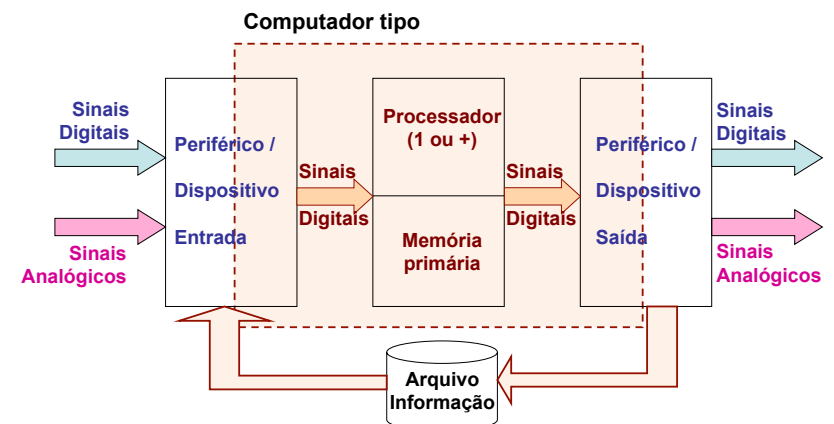 Computador tipo
Sinais
Digitais
Sinais
Analógicos
Periférico /
Dispositivo
Entrada
Sinais
Digitais
Processador
(1 ou +)
Memória
primária
Sinais
Digitais
Periférico /
Dispositivo
Saída
Sinais
Digitais
Sinais
Analógicos
Arquivo
Informação